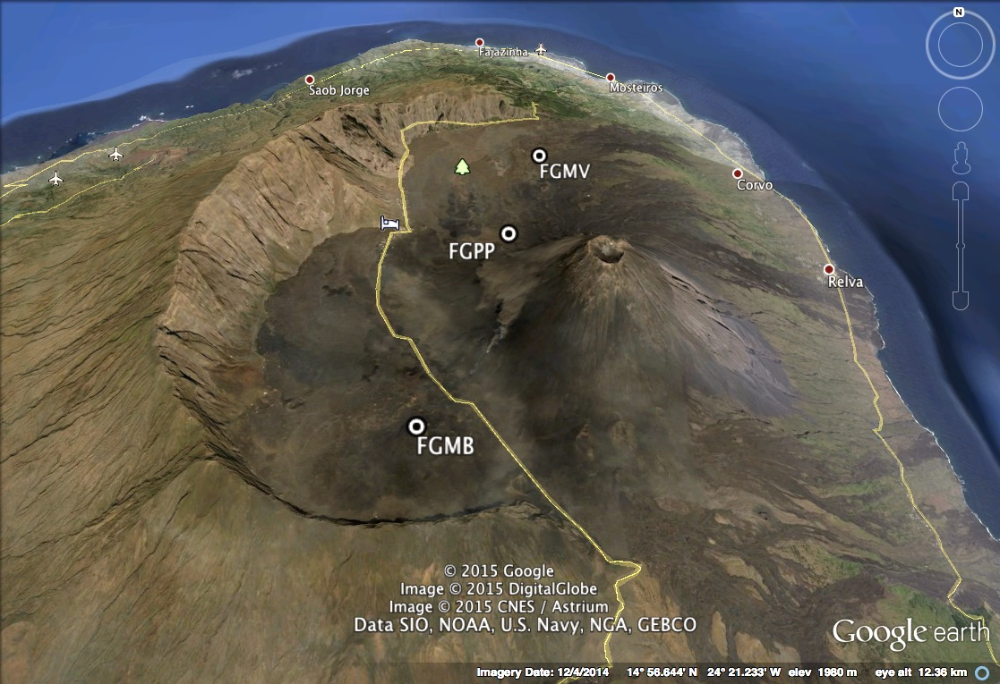 N
Fajazinha
Saob Jorge
Mosteiros
FGMV
Corvo
FGPP
Relva
FGMB
© 2015 Google
Image © 2015 DigitalGlobe
Image © 2015 CNES / Astrium
Data SIO, NOAA, U.S. Navy, NGA, GEBCO
Google earth
Imagery Date: 12/4/2014 14° 56.644' N 24° 21.233' W elev 1980 m eye alt 12.36 km